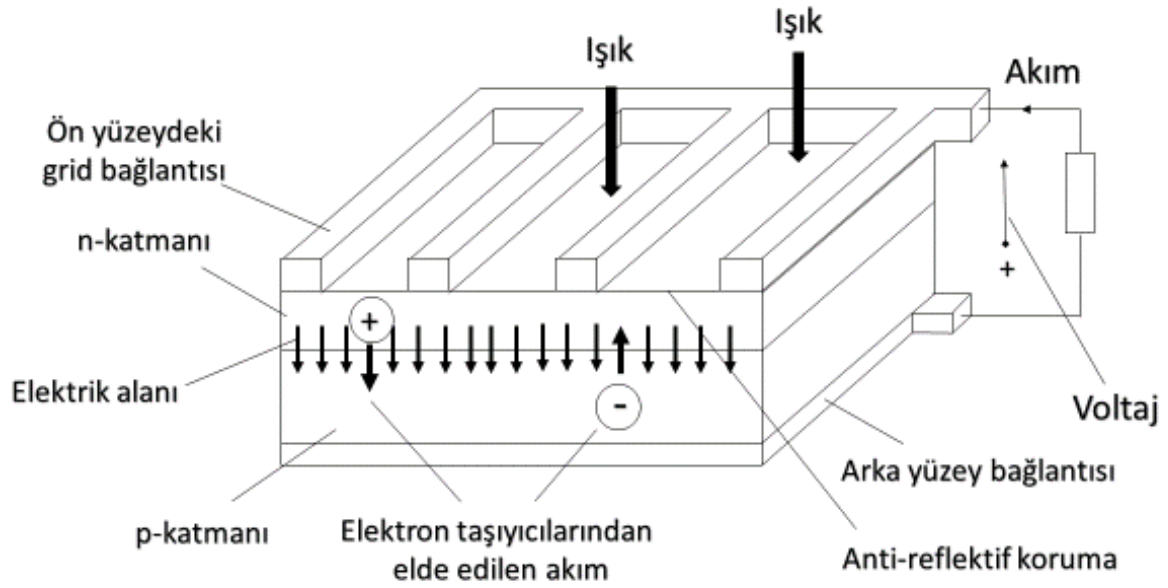 Işık
Işık
Akım
Ön yüzeydeki
grid bağlantısı
n-katmanı
+
+
Elektrik alanı
-
Voltaj
Arka yüzey bağlantısı
p-katmanı
Elektron taşıyıcılarından
elde edilen akım
Anti-reflektif koruma